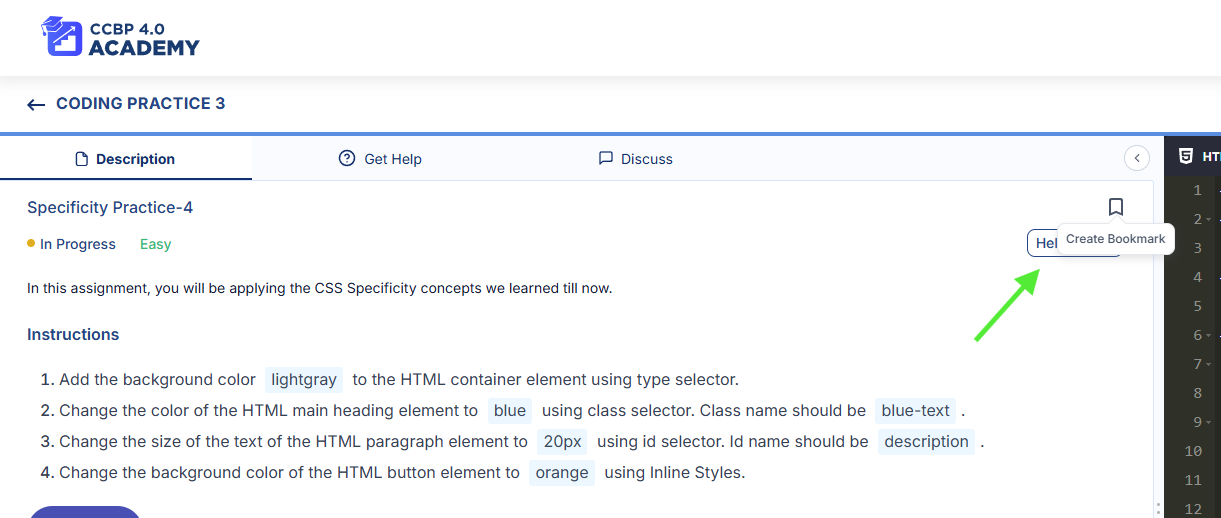 CCBP 4.0
ACADEMY
CODING PRACTICE 3
Description
Get Help
Discuss
HT
Specificity Practice-4
In Progress
Easy
Hel
Create Bookmark
In this assignment, you will be applying the CSS Specificity concepts we learned till now.
Instructions
1. Add the background color lightgray to the HTML container element using type selector.
2. Change the color of the HTML main heading element to blue using class selector. Class name should be blue-text .
3. Change the size of the text of the HTML paragraph element to 20px using id selector. Id name should be description .
4. Change the background color of the HTML button element to orange using Inline Styles.
1
2
3
4
5
6
7
8
9
10
11
12